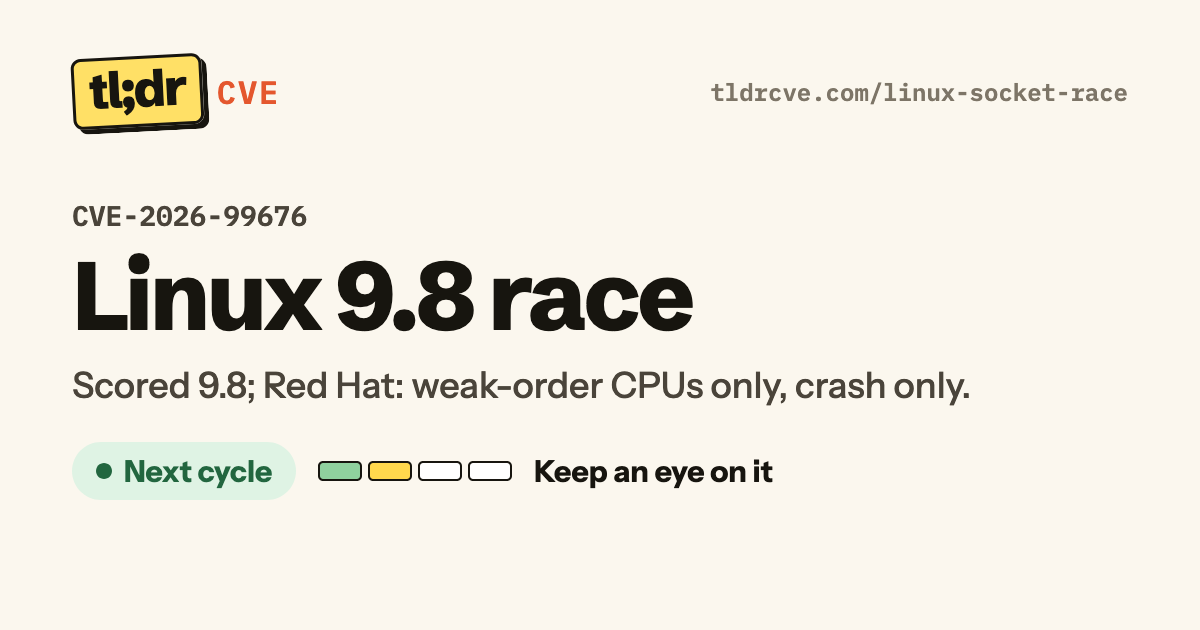 tl;dr CVE
tldrcve.com/linux-socket-race
CVE-2026-99676
Linux 9.8 race
Scored 9.8; Red Hat: weak-order CPUs only, crash only.
Next cycle
Keep an eye on it